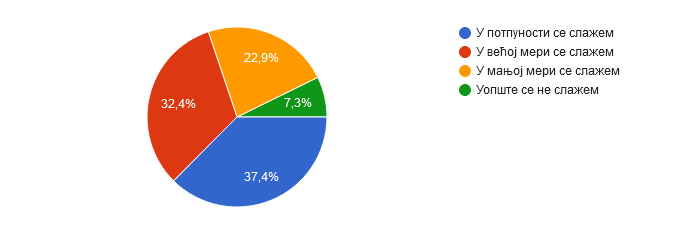 У потпуности се слажем
У већој мери се слажем
У мањој мери се слажем
Уопште се не слажем
22,9%
7,3%
32,4%
37,4%